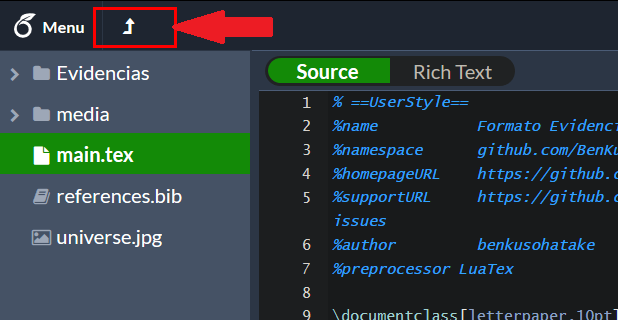 Menu
Evidencias
media
main.tex
references.bib
universe.jpg
Source Rich Text
1 % ==UserStyle==
2 %name Formato Evidenci
3 %namespace github.com/BenKu
4 %homepageURL https://github.c
5 %supportURL https://github.c
issues
6 %author benkusohatake
7 %preprocessor LuaTex
8
9 \documentclass[letterpaper,10pt]